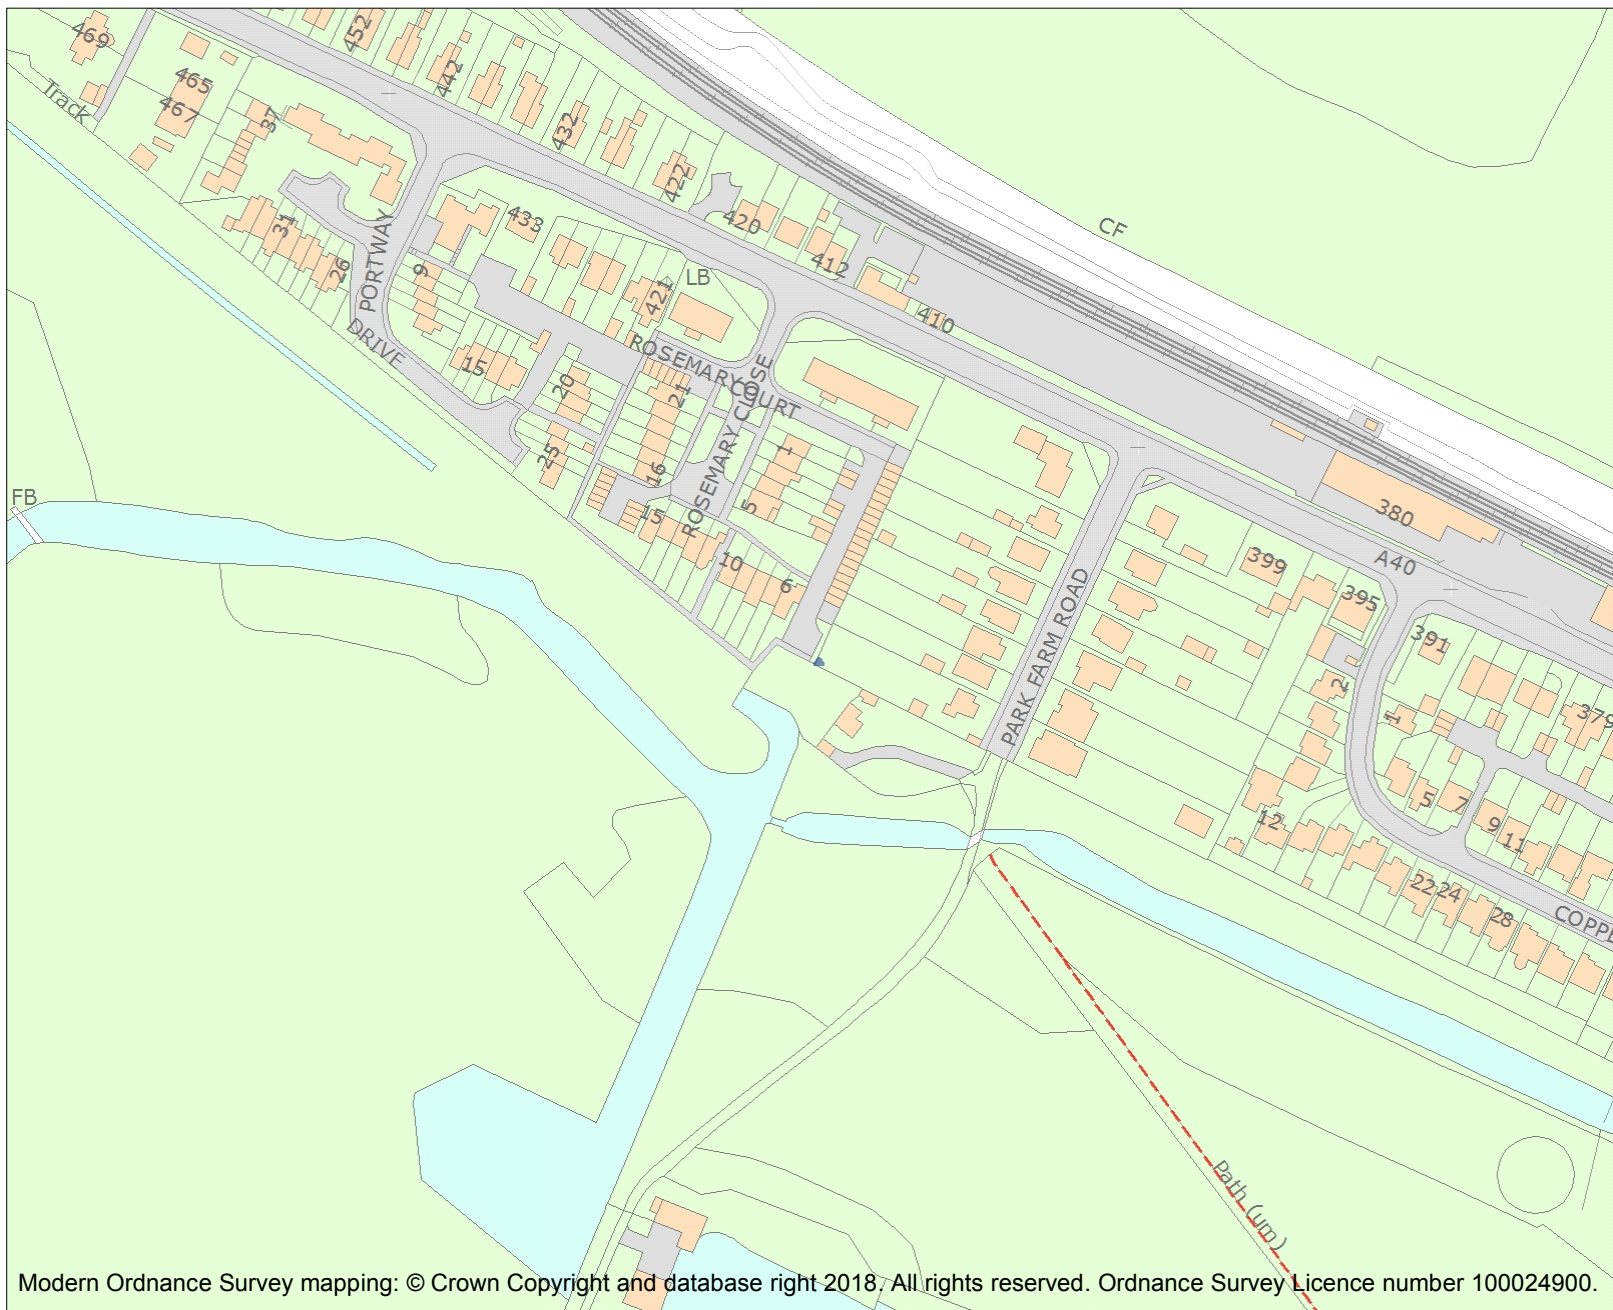 469
452
465
467
442
Track
37
432
422
433
420
31
PORTWAY
CF
26
9
412
LB
421
410
DRIVE
15
ROSEMARY
COURT
20
21
ROSEMARY CLOSE
1
25
16
5
15
FB
380
A40
399
395
10
6
PARK FARM ROAD
391
2
1
379
5
7
9
11
12
22
24
28
COPPE
Path (um)
Modern Ordnance Survey mapping: © Crown Copyright and database right 2018. All rights reserved. Ordnance Survey Licence number 100024900.